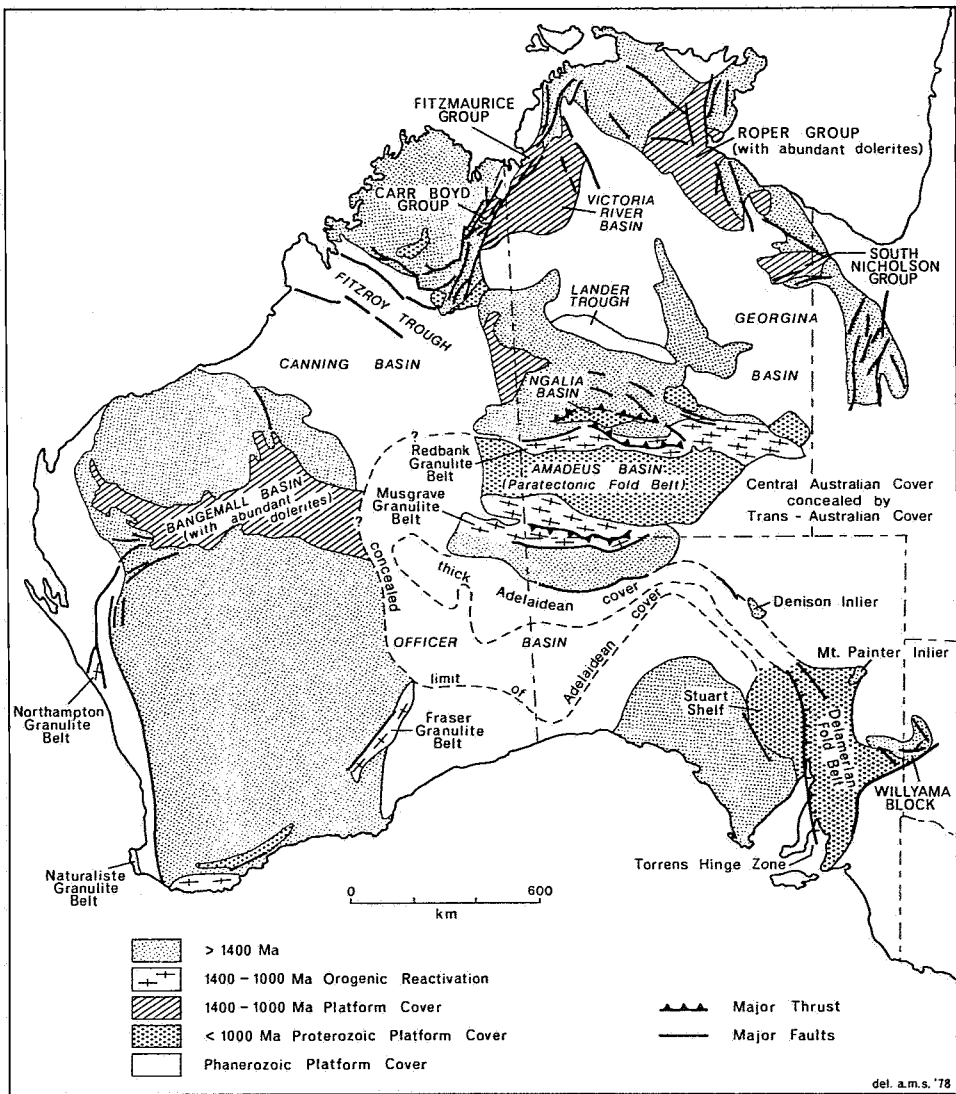 FITZMAURICE
GROUP
ROPER GROUP
(with abundant dolerites)
CARR BOYD
GROUP
VICTORIA
RIVER
BASIN
SOUTH
NICHOLSON
GROUP
FITZROY TROUGH
LANDER
TROUGH
GEORGINA
BASIN
CANNING BASIN
NGALIA
BASIN
?
Redbank
Granulite
Belt
AMADEUS BASIN
(Paratectonic Fold Belt)
Central Australian Cover
concealed by
Trans - Australian Cover
Musgrave
Granulite
Belt
BANGEMALL BASIN
(with abundant
dolerites)
?
?
concealed
thick
Adelaidean cover
Denison Inlier
OFFICER BASIN
Adelaidean cover
limit of
Mt. Painter Inlier
Stuart
Shelf
Delamerian
Fold Belt
Northampton
Granulite
Belt
Fraser
Granulite Belt
WILLYAMA
BLOCK
Torrens Hinge Zone
Naturaliste
Granulite
Belt
0 600
km
> 1400 Ma
1400 - 1000 Ma Orogenic Reactivation
1400 - 1000 Ma Platform Cover
< 1000 Ma Proterozoic Platform Cover
Phanerozoic Platform Cover
Major Thrust
Major Faults
del. a.m.s. '78